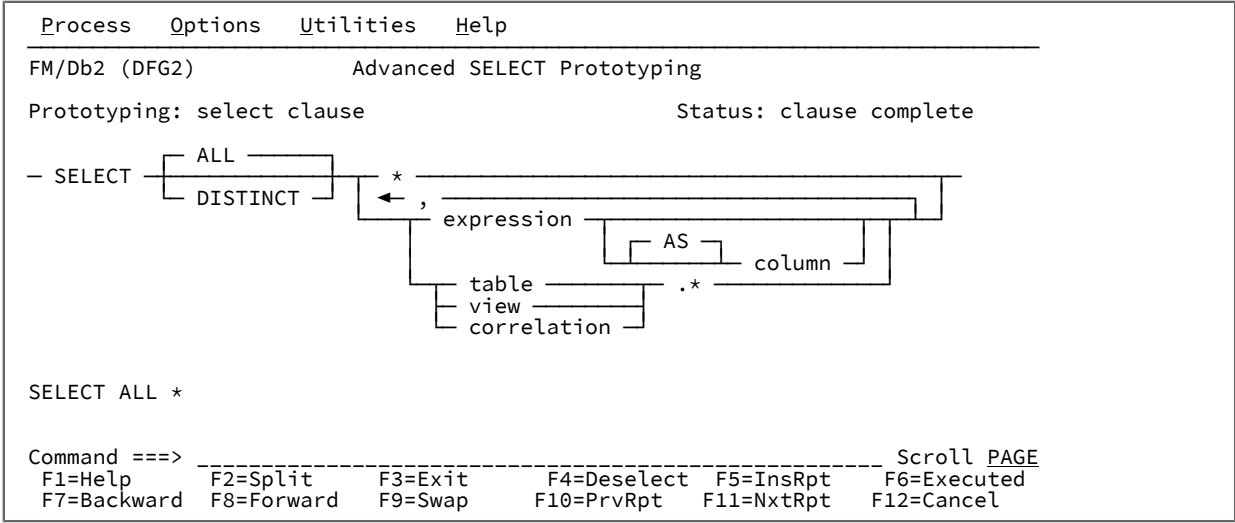 Process Options Utilities Help
FM/Db2 (DFG2) Advanced SELECT Prototyping
Prototyping: select clause Status: clause complete
ALL
SELECT *
DISTINCT ,
expression
AS
column
table .*
view
correlation
SELECT ALL *
Command ===> Scroll PAGE
F1=Help F2=Split F3=Exit F4=Deselect F5=InsRpt F6=Executed
F7=Backward F8=Forward F9=Swap F10=PrvRpt F11=NxtRpt F12=Cancel